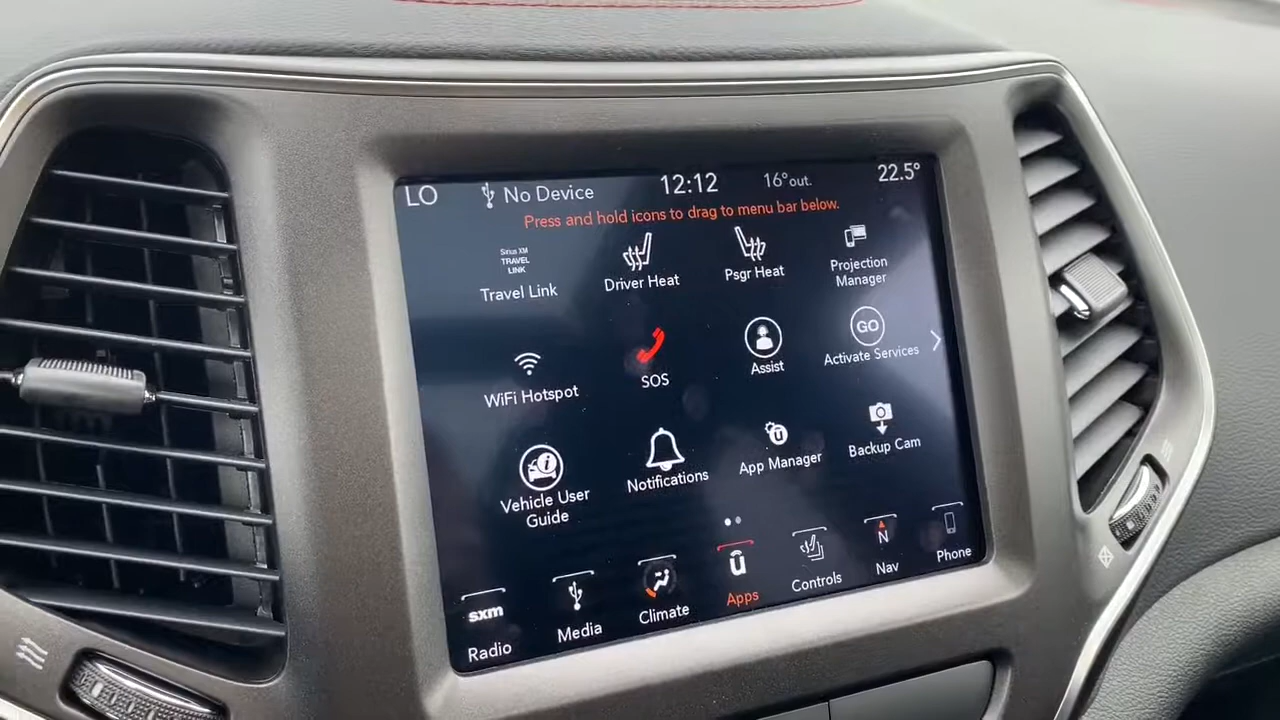 LO No Device 12:12 16°out. 22.5°
Press and hold icons to drag to menu bar below.
Sirius XM
TRAVEL
LINK
Travel Link
Driver Heat
Psgr Heat
Projection
Manager
WiFi Hotspot
SOS
Assist
GO
Activate Services
Vehicle User
Guide
Notifications
App Manager
Backup Cam
sxm
Radio
Media
Climate
Apps
Controls
N
Nav
Phone